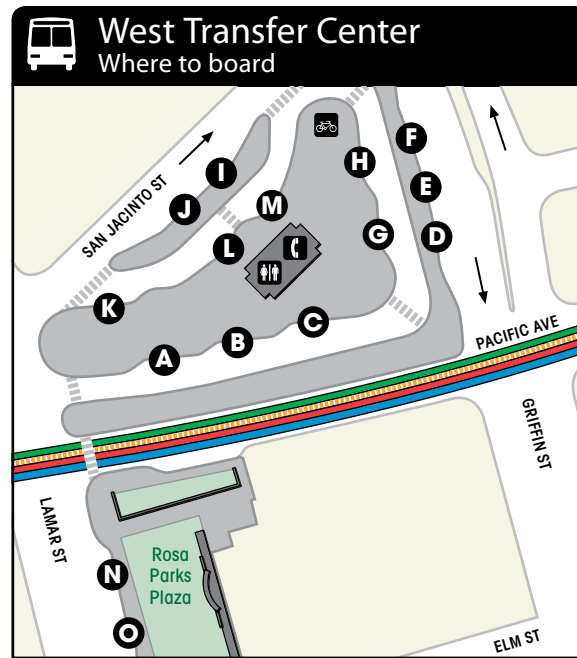 West Transfer Center
Where to board
SAN JACINTO ST
F
I
H
E
J
M
G
D
L
K
C
B
A
PACIFIC AVE
GRIFFIN ST
LAMAR ST
Rosa
Parks
Plaza
N
O
ELM ST